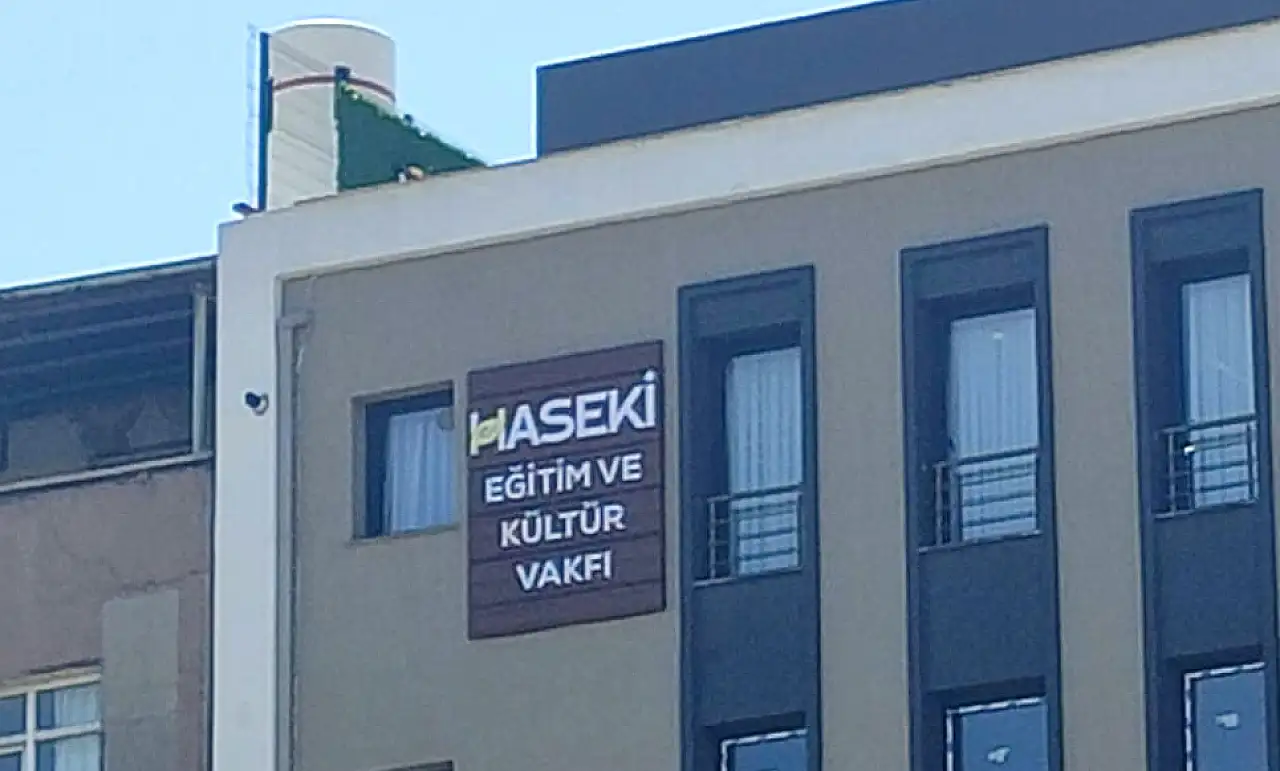 HASEKİ
EĞİTİM VE
KÜLTÜR
VAKFI